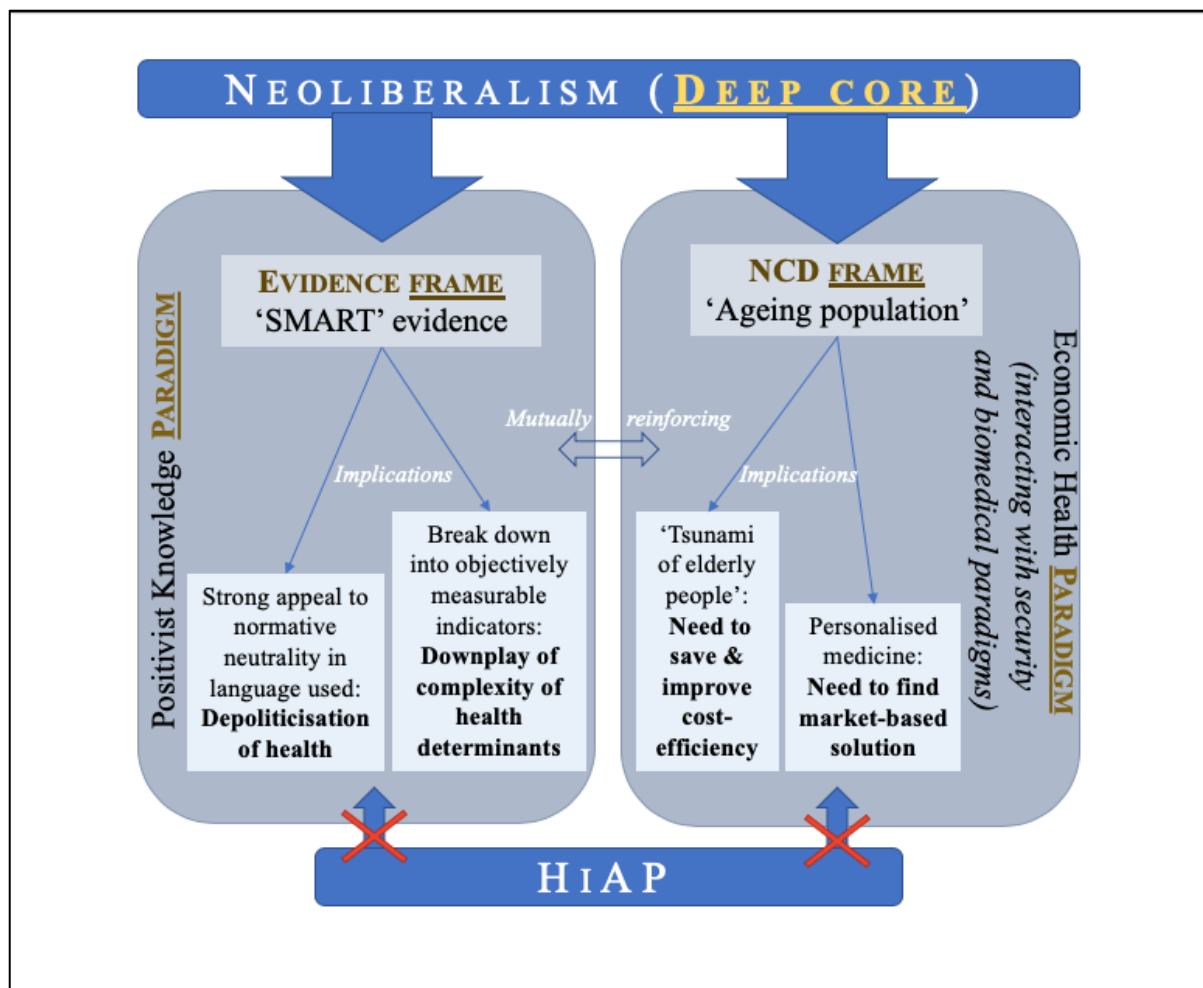 NEOLIBERALISM (DEEP CORE)
Positivist Knowledge PARADIGM
EVIDENCE FRAME
‘SMART’ evidence
Implications
Strong appeal to
normative
neutrality in
language used:
Depoliticisation
of health
Break down
into objectively
measurable
indicators:
Downplay of
complexity of
health
determinants
Mutually reinforcing
NCD FRAME
‘Ageing population’
Implications
‘Tsunami
of elderly
people’:
Need to
save &
improve
cost-
efficiency
Personalised
medicine:
Need to find
market-based
solution
Economic Health PARADIGM
(interacting with security
and biomedical paradigms)
HIAP